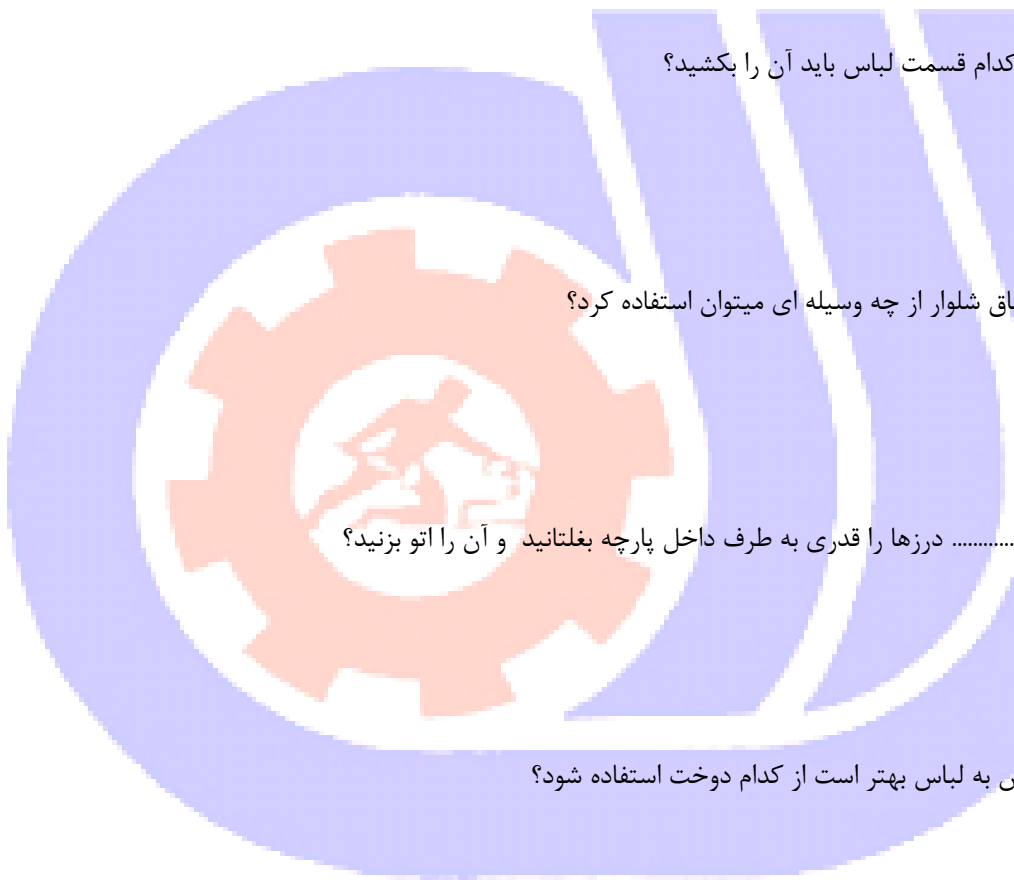 کدام قسمت لباس باید آن را بکشید؟
شلوار از چه وسیله ای میتوان استفاده کرد؟
............ درزها را قدری به طرف داخل پارچه بغلتانید و آن را اتو بزنید؟
به لباس بهتر است از کدام دوخت استفاده شود؟